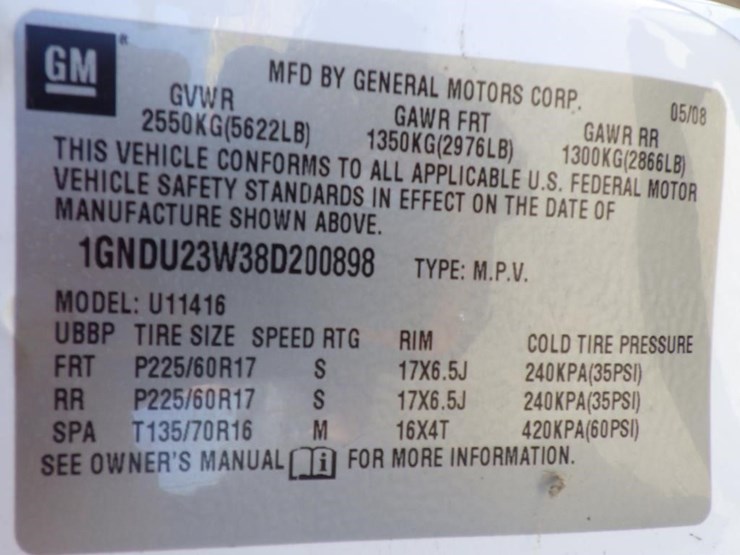 GM®
MFD BY GENERAL MOTORS CORP. 05/08
GVWR GAWR FRT GAWR RR
2550KG(5622LB) 1350KG(2976LB) 1300KG(2866LB)
THIS VEHICLE CONFORMS TO ALL APPLICABLE U.S. FEDERAL MOTOR
VEHICLE SAFETY STANDARDS IN EFFECT ON THE DATE OF
MANUFACTURE SHOWN ABOVE.
1GNDU23W38D200898 TYPE: M.P.V.
MODEL: U11416
UBBP TIRE SIZE SPEED RTG RIM COLD TIRE PRESSURE
FRT P225/60R17 S 17X6.5J 240KPA(35PSI)
RR P225/60R17 S 17X6.5J 240KPA(35PSI)
SPA T135/70R16 M 16X4T 420KPA(60PSI)
SEE OWNER'S MANUAL i FOR MORE INFORMATION.